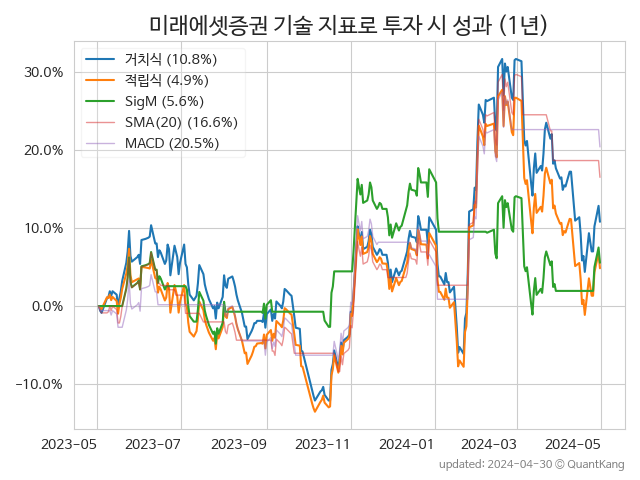 미래에셋증권 기술 지표로 투자 시 성과 (1년)
거치식 (10.8%)
적립식 (4.9%)
SigM (5.6%)
SMA(20) (16.6%)
MACD (20.5%)
30.0%
20.0%
10.0%
0.0%
−10.0%
2023-05 2023-07 2023-09 2023-11 2024-01 2024-03 2024-05
updated: 2024-04-30 © QuantKang